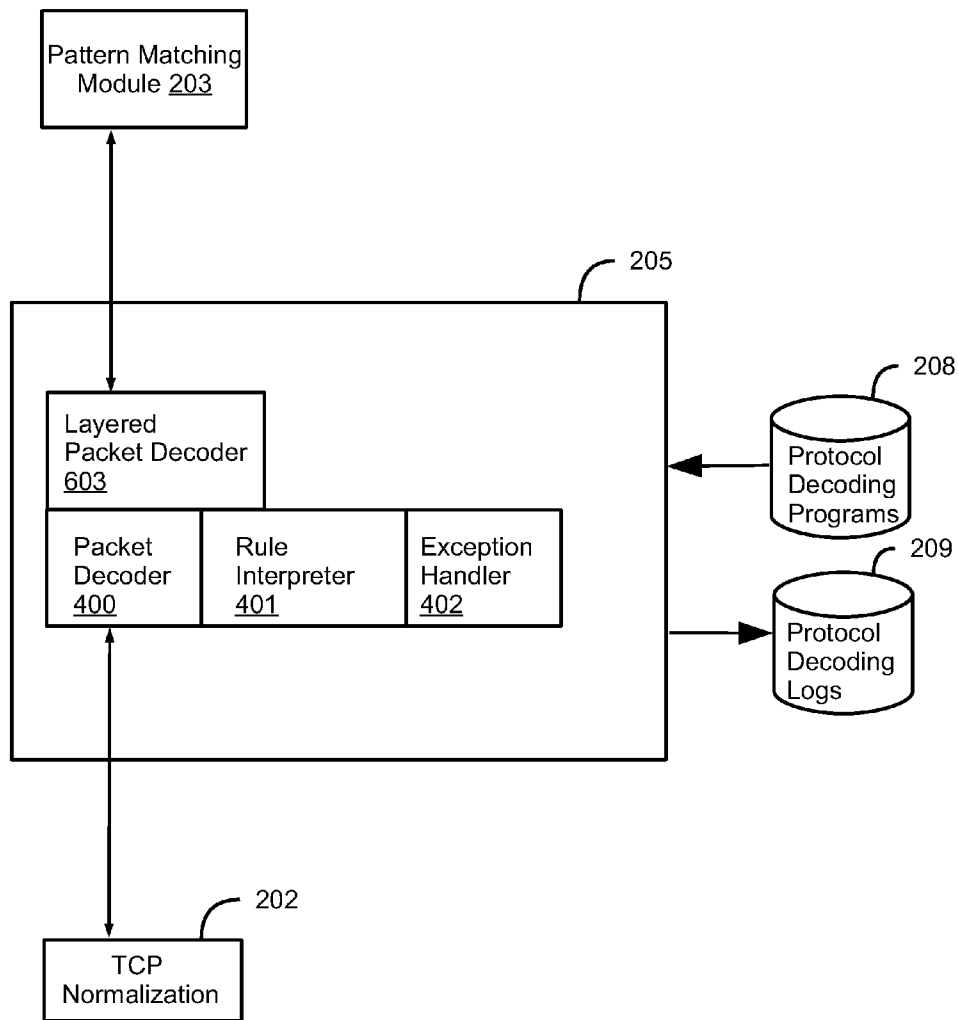 Pattern Matching
Module 203
205
208
Layered
Packet Decoder
603
Protocol
Decoding
Programs
Packet
Decoder
400
Rule
Interpreter
401
Exception
Handler
402
209
Protocol
Decoding
Logs
202
TCP
Normalization